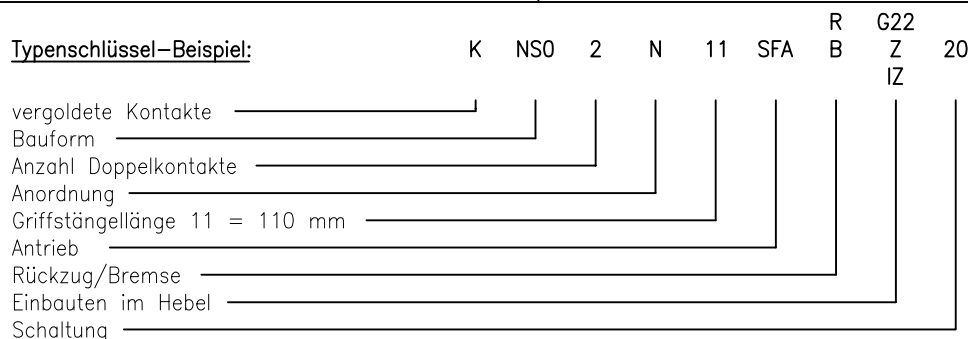 R G22
Typenschlüssel-Beispiel: K NS0 2 N 11 SFA B Z 20
IZ
vergoldete Kontakte
Bauform
Anzahl Doppelkontakte
Anordnung
Griffstängellänge 11 = 110 mm
Antrieb
Rückzug/Bremse
Einbauten im Hebel
Schaltung